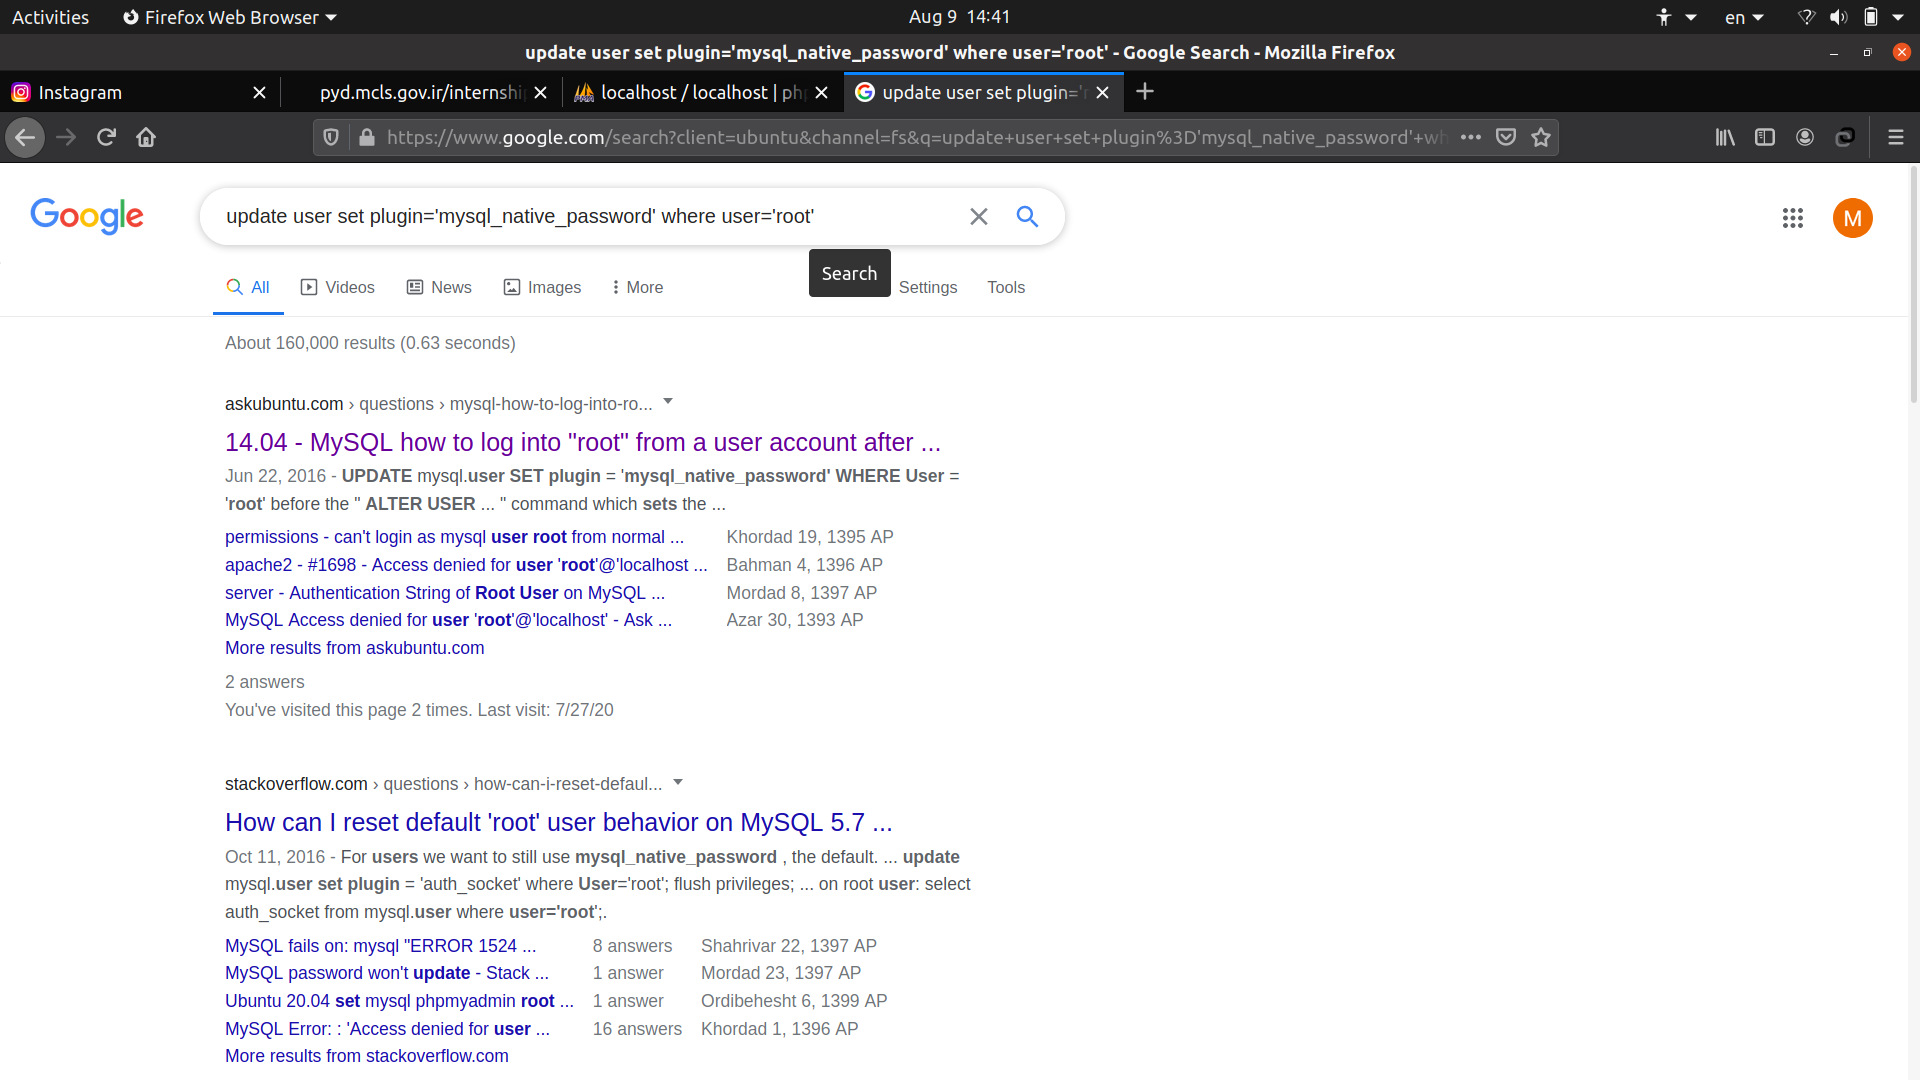 Activities Firefox Web Browser Aug 9 14:41 en
update user set plugin='mysql_native_password' where user='root' - Google Search - Mozilla Firefox
Instagram pyd.mcls.gov.ir/internshi localhost / localhost | php update user set plugin='r
https://www.google.com/search?client=ubuntu&channel=fs&q=update+user+set+plugin%3D'mysql_native_password'+wh
Google update user set plugin='mysql_native_password' where user='root' M
Search
All Videos News Images More Settings Tools
About 160,000 results (0.63 seconds)
askubuntu.com › questions › mysql-how-to-log-into-ro...
14.04 - MySQL how to log into "root" from a user account after ...
Jun 22, 2016 - UPDATE mysql.user SET plugin = 'mysql_native_password' WHERE User =
'root' before the " ALTER USER ... " command which sets the ...
permissions - can't login as mysql user root from normal ... Khordad 19, 1395 AP
apache2 - #1698 - Access denied for user 'root'@'localhost ... Bahman 4, 1396 AP
server - Authentication String of Root User on MySQL ... Mordad 8, 1397 AP
MySQL Access denied for user 'root'@'localhost' - Ask ... Azar 30, 1393 AP
More results from askubuntu.com
2 answers
You've visited this page 2 times. Last visit: 7/27/20
stackoverflow.com › questions › how-can-i-reset-defaul...
How can I reset default 'root' user behavior on MySQL 5.7 ...
Oct 11, 2016 - For users we want to still use mysql_native_password , the default. ... update
mysql.user set plugin = 'auth_socket' where User='root'; flush privileges; ... on root user: select
auth_socket from mysql.user where user='root';.
MySQL fails on: mysql "ERROR 1524 ... 8 answers Shahrivar 22, 1397 AP
MySQL password won't update - Stack ... 1 answer Mordad 23, 1397 AP
Ubuntu 20.04 set mysql phpmyadmin root ... 1 answer Ordibehesht 6, 1399 AP
MySQL Error: : 'Access denied for user ... 16 answers Khordad 1, 1396 AP
More results from stackoverflow.com